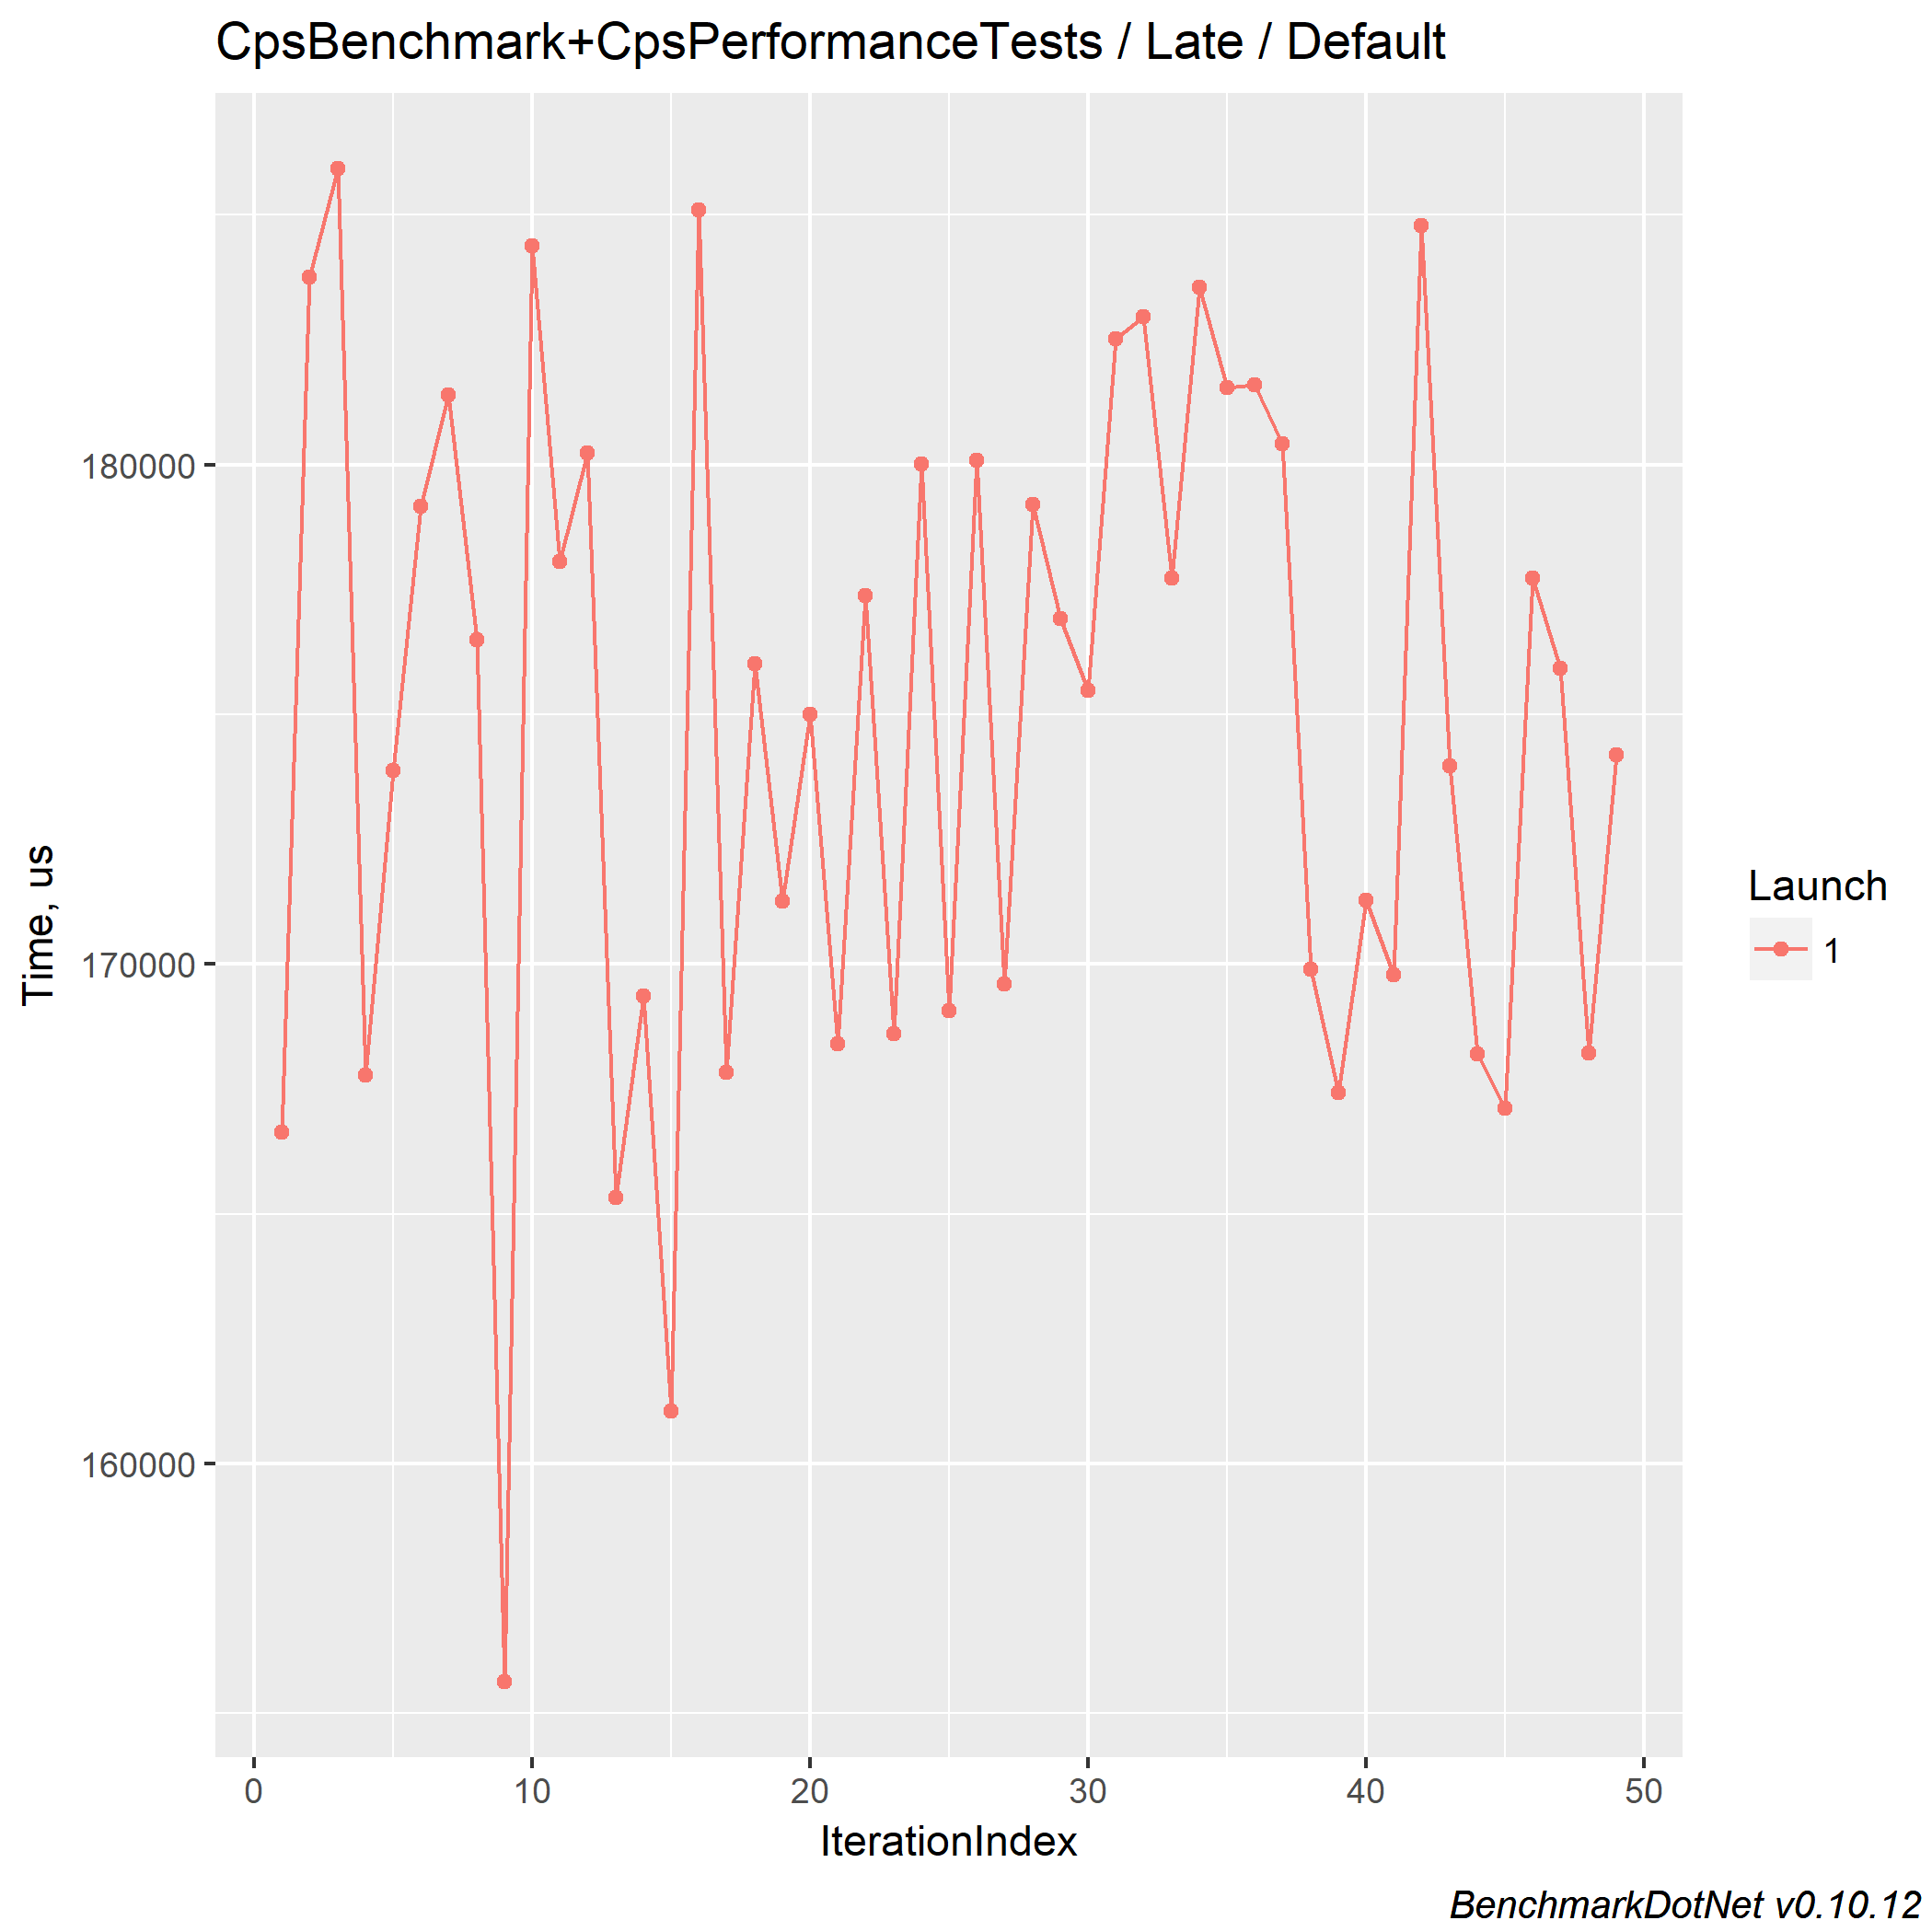 CpsBenchmark+CpsPerformanceTests / Late / Default
180000
170000
160000
Time, us
0 10 20 30 40 50
IterationIndex
Launch
1
BenchmarkDotNet v0.10.12